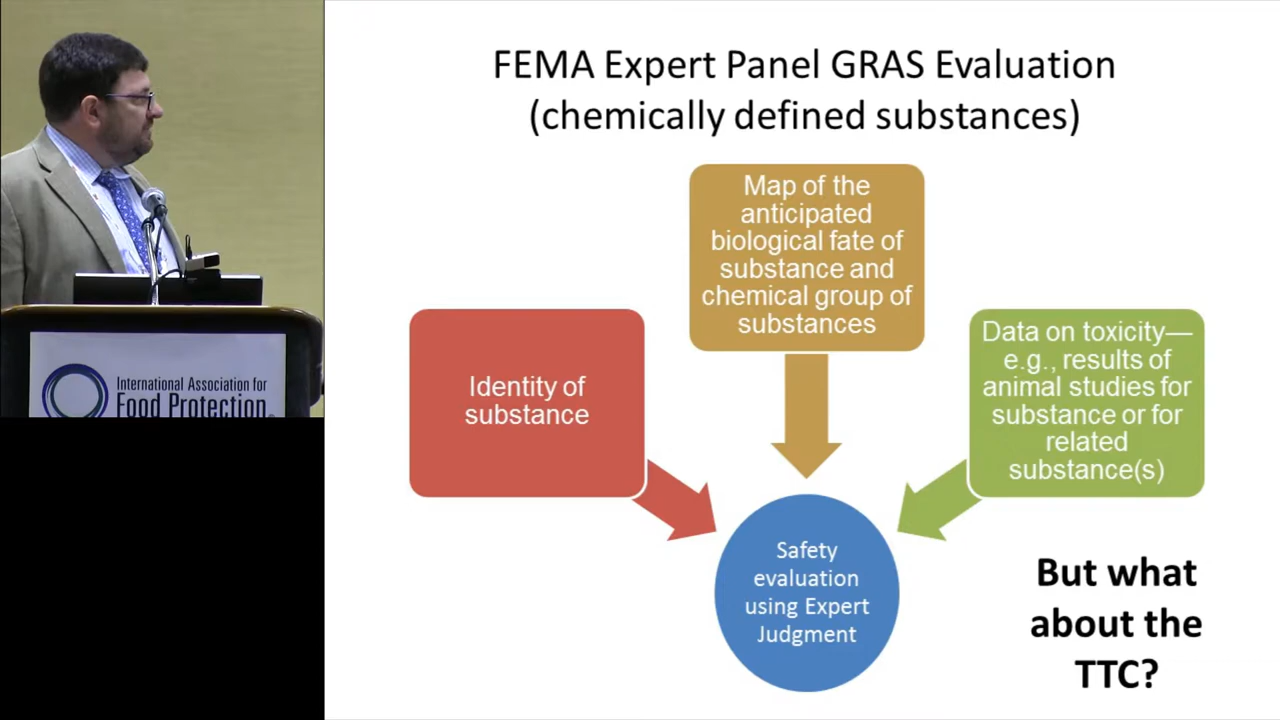 FEMA Expert Panel GRAS Evaluation
(chemically defined substances)
Map of the
anticipated
biological fate of
substance and
chemical group of
substances
Identity of
substance
Data on toxicity—
e.g., results of
animal studies for
substance or for
related
substance(s)
Safety
evaluation
using Expert
Judgment
But what
about the
TTC?
International Association for
Food Protection